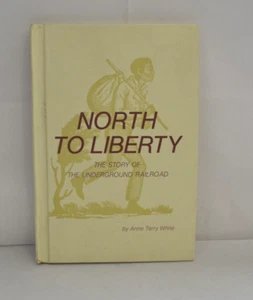 NORTH
TO LIBERTY
THE STORY OF
THE UNDERGROUND RAILROAD
by Anne Terry White